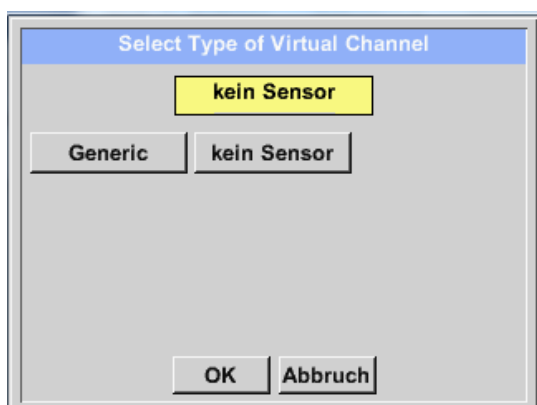 Select Type of Virtual Channel
kein Sensor
Generic kein Sensor
OK Abbruch